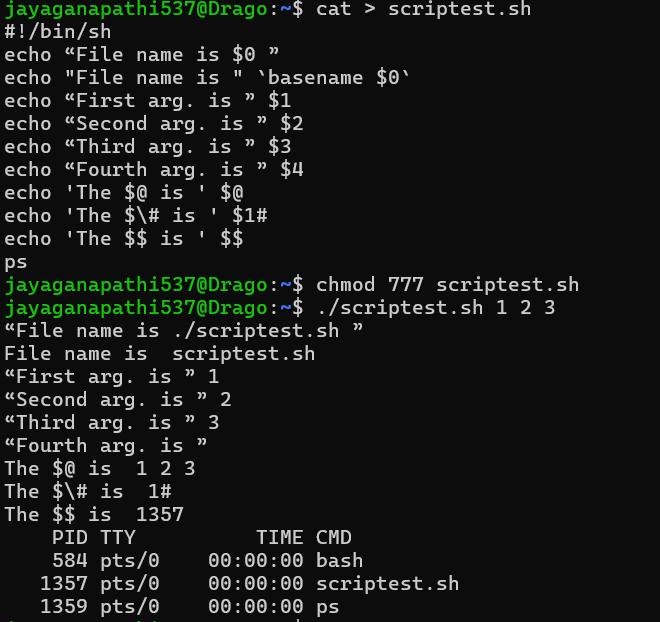 jayaganapathi537@Drago:~$ cat > scriptest.sh
#!/bin/sh
echo “File name is $0 ”
echo "File name is " `basename $0`
echo “First arg. is ” $1
echo “Second arg. is ” $2
echo “Third arg. is ” $3
echo “Fourth arg. is ” $4
echo 'The $@ is ' $@
echo 'The $\# is ' $1#
echo 'The $$ is ' $$
ps
jayaganapathi537@Drago:~$ chmod 777 scriptest.sh
jayaganapathi537@Drago:~$ ./scriptest.sh 1 2 3
“File name is ./scriptest.sh ”
File name is  scriptest.sh
“First arg. is ” 1
“Second arg. is ” 2
“Third arg. is ” 3
“Fourth arg. is ”
The $@ is  1 2 3
The $\# is  1#
The $$ is  1357
    PID TTY          TIME CMD
    584 pts/0    00:00:00 bash
   1357 pts/0    00:00:00 scriptest.sh
   1359 pts/0    00:00:00 ps